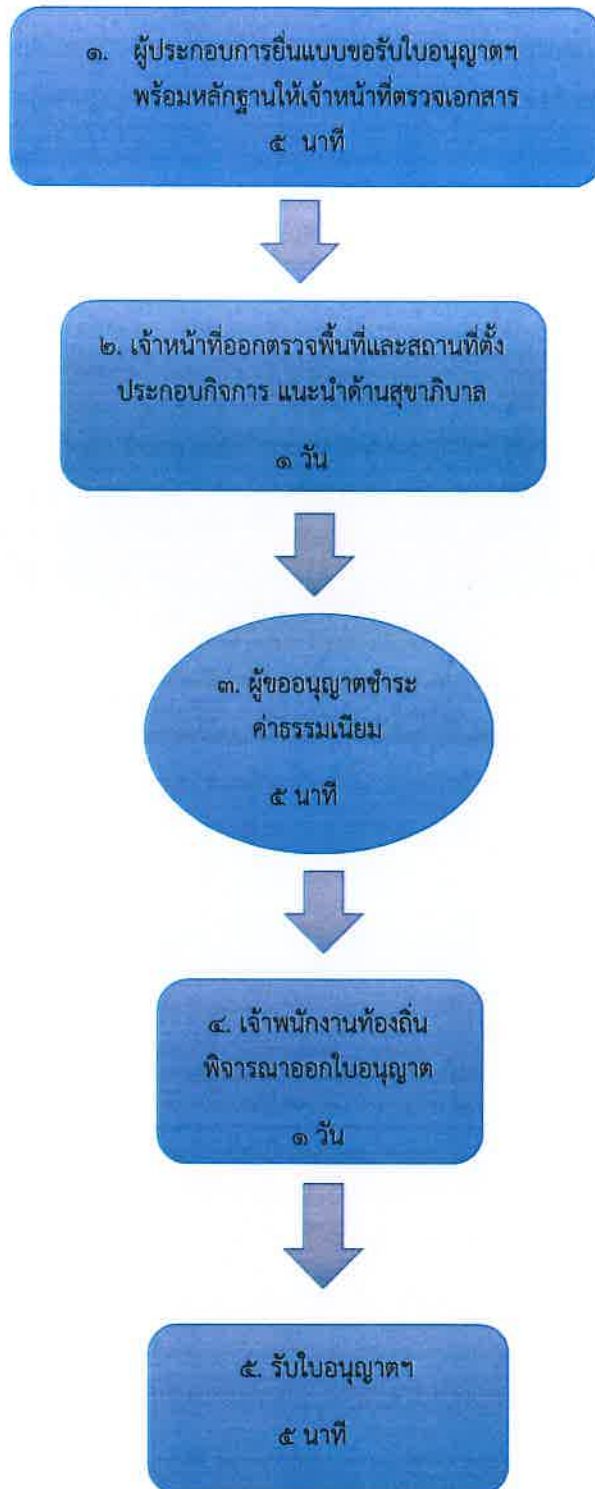 ๑. ผู้ประกอบการยื่นแบบขอรับใบอนุญาตฯ
พร้อมหลักฐานให้เจ้าหน้าที่ตรวจเอกสาร
๕ นาที
๒. เจ้าหน้าที่ออกตรวจพื้นที่และสถานที่ตั้ง
ประกอบกิจการ แนะนำด้านสุขาภิบาล
๑ วัน
๓. ผู้ขออนุญาตชำระ
ค่าธรรมเนียม
๕ นาที
๔. เจ้าพนักงานท้องถิ่น
พิจารณาออกใบอนุญาต
๑ วัน
๕. รับใบอนุญาตฯ
๕ นาที